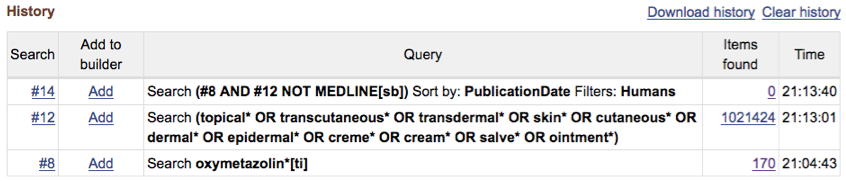 History
Download history Clear history
Search Add to builder Query Items found Time
#14 Add Search (#8 AND #12 NOT MEDLINE[sb]) Sort by: PublicationDate Filters: Humans 0 21:13:40
#12 Add Search (topical* OR transcutaneous* OR transdermal* OR skin* OR cutaneous* OR 1021424 21:13:01
dermal* OR epidermal* OR creme* OR cream* OR salve* OR ointment*)
#8 Add Search oxymetazolin*[ti] 170 21:04:43